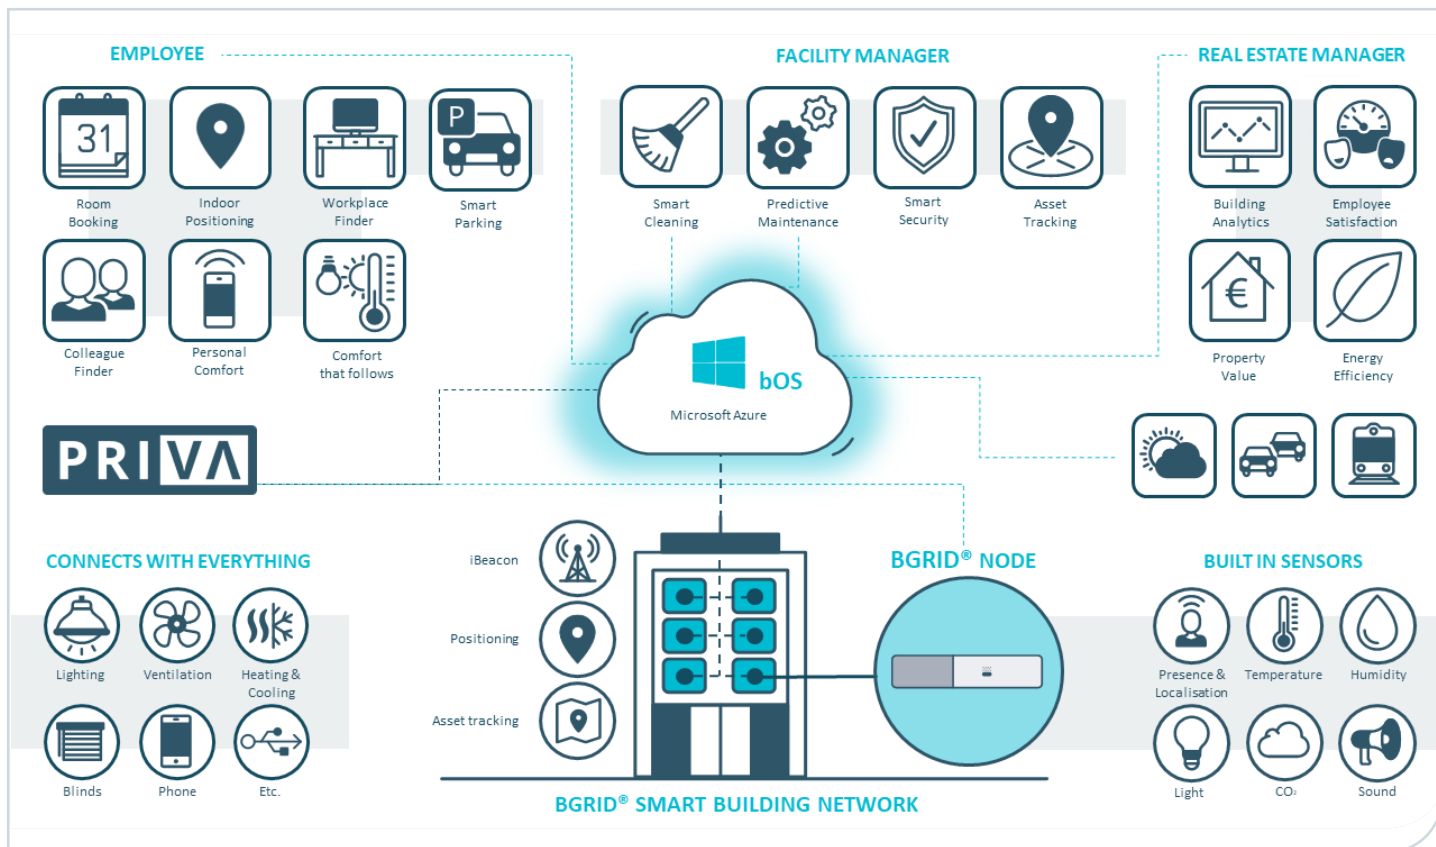 EMPLOYEE
FACILITY MANAGER
REAL ESTATE MANAGER
31
P
Room
Booking
Indoor
Positioning
Workplace
Finder
Smart
Parking
Smart
Cleaning
Predictive
Maintenance
Smart
Security
Asset
Tracking
Building
Analytics
Employee
Satisfaction
€
Colleague
Finder
Personal
Comfort
Comfort
that follows
Property
Value
Energy
Efficiency
bOS
Microsoft Azure
PRIVA
CONNECTS WITH EVERYTHING
iBeacon
BGRID® NODE
BUILT IN SENSORS
Positioning
Asset tracking
Lighting
Ventilation
Heating &
Cooling
Blinds
Phone
Etc.
Presence &
Localisation
Temperature
Humidity
Light
CO₂
Sound
BGRID® SMART BUILDING NETWORK